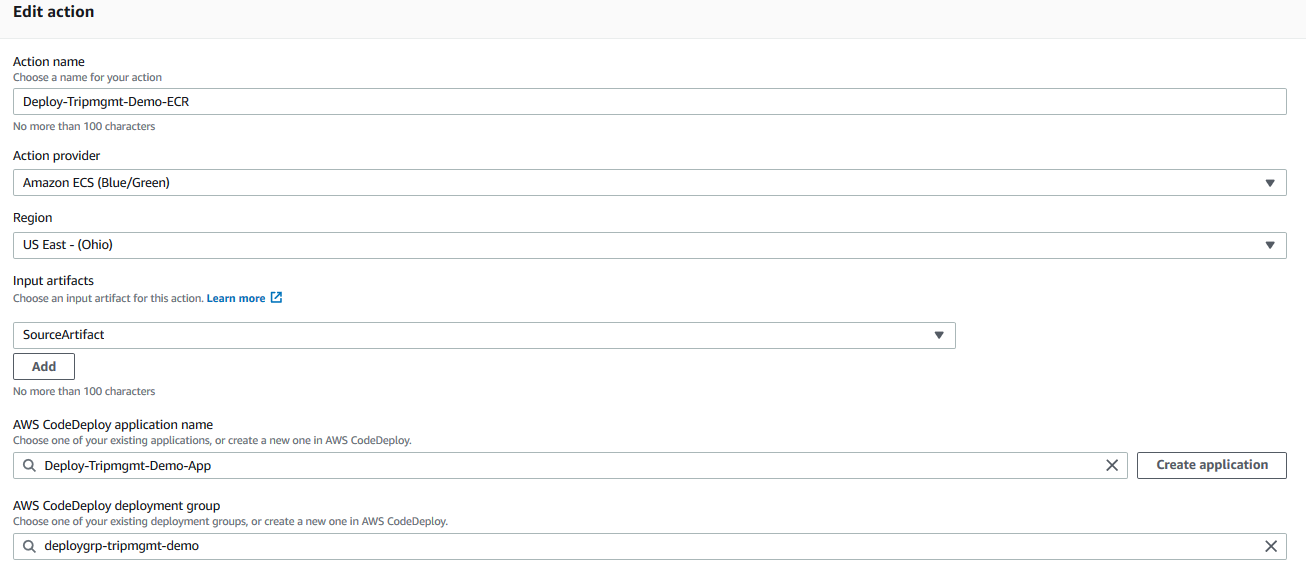 Edit action
Action name
Choose a name for your action
Deploy-Tripmgmt-Demo-ECR
No more than 100 characters
Action provider
Amazon ECS (Blue/Green)
Region
US East - (Ohio)
Input artifacts
Choose an input artifact for this action. Learn more
SourceArtifact
Add
No more than 100 characters
AWS CodeDeploy application name
Choose one of your existing applications, or create a new one in AWS CodeDeploy.
Deploy-Tripmgmt-Demo-App
Create application
AWS CodeDeploy deployment group
Choose one of your existing deployment groups, or create a new one in AWS CodeDeploy.
deploygrp-tripmgmt-demo